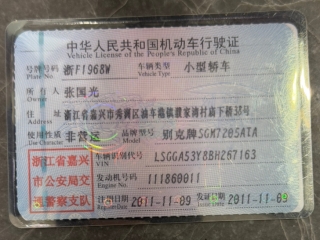 中华人民共和国机动车行驶证
Vehicle License of the People's Republic of China
号牌号码 浙F1968W 车辆类型 小型轿车
Plate No. Vehicle Type
所有人 张国光
Owner
住址 浙江省嘉兴市秀洲区油车港镇
Address
使用性质 非营运 品牌型号 别克牌SGM7205ATA
Use Character Model
浙江省嘉兴
市公安局交
通警察支队
车辆识别代号 LSGGA53Y8BH267163
VIN
发动机号码 111860011
Engine No.
注册日期 2011-11-09 发证日期 2011-11-09
Register Date Issue Date